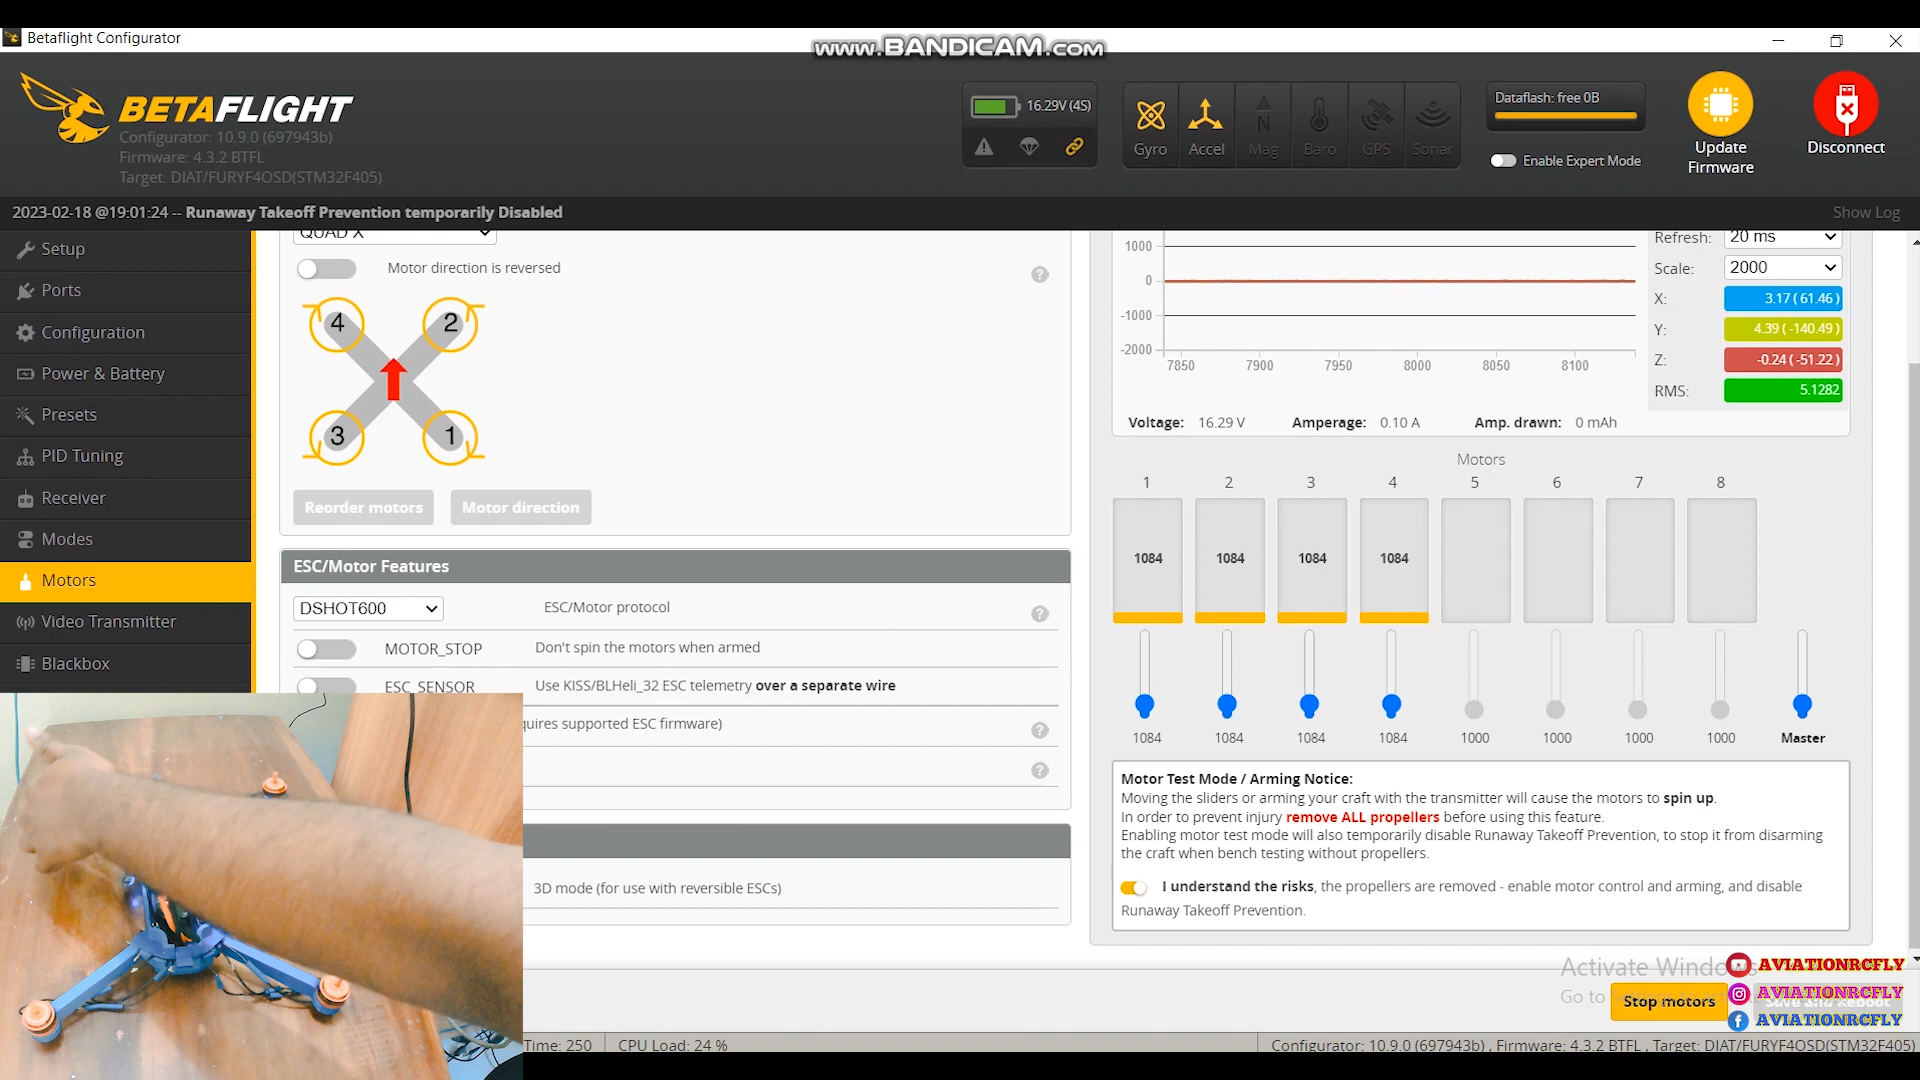 Betaflight Configurator
www.BANDICAM.com
BETAFLIGHT
Configurator: 10.9.0 (697943b)
Firmware: 4.3.2 BTFL
Target: DIAT/FURYF4OSD(STM32F405)
16.29V (4S)
Gyro
Accel
Mag
Baro
GPS
Sonar
Dataflash: free 0B
Enable Expert Mode
Update
Firmware
Disconnect
2023-02-18 @19:01:24 -- Runaway Takeoff Prevention temporarily Disabled
Show Log
Setup
Ports
Configuration
Power & Battery
Presets
PID Tuning
Receiver
Modes
Motors
Video Transmitter
Blackbox
QUAD X
Motor direction is reversed
4
2
3
1
Reorder motors
Motor direction
ESC/Motor Features
DSHOT600
ESC/Motor protocol
MOTOR_STOP
Don't spin the motors when armed
ESC_SENSOR
Use KISS/BLHeli_32 ESC telemetry over a separate wire
quires supported ESC firmware)
3D mode (for use with reversible ESCs)
1000
0
-1000
-2000
7850
7900
7950
8000
8050
8100
Refresh:
20 ms
Scale:
2000
X:
3.17 ( 61.46 )
Y:
4.39 ( -140.49 )
Z:
-0.24 ( -51.22 )
RMS:
5.1282
Voltage: 16.29 V
Amperage: 0.10 A
Amp. drawn: 0 mAh
Motors
1 2 3 4 5 6 7 8
1084 1084 1084 1084
1084 1084 1084 1084 1000 1000 1000 1000 Master
Motor Test Mode / Arming Notice:
Moving the sliders or arming your craft with the transmitter will cause the motors to spin up.
In order to prevent injury remove ALL propellers before using this feature.
Enabling motor test mode will also temporarily disable Runaway Takeoff Prevention, to stop it from disarming
the craft when bench testing without propellers.
I understand the risks, the propellers are removed - enable motor control and arming, and disable
Runaway Takeoff Prevention.
Activate Windo
Go to
Stop motors
Save and Reboot
AVIATIONRCFLY
AVIATIONRCFLY
AVIATIONRCFLY
Time: 250
CPU Load: 24 %
Configurator: 10.9.0 (697943b) , Firmware: 4.3.2 BTFL , Target: DIAT/FURYF4OSD(STM32F405)